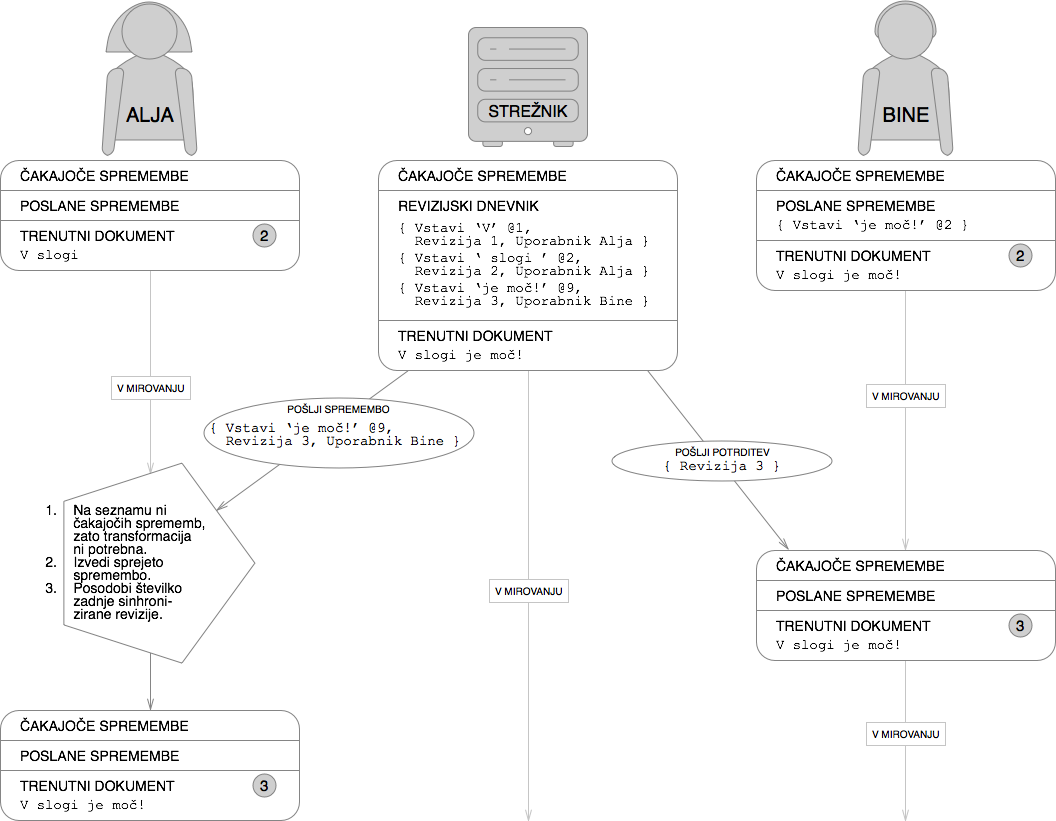 ALJA
STREŽNIK
BINE
ČAKAJOČE SPREMEMBE
POSLANE SPREMEMBE
TRENUTNI DOKUMENT
2
V slogi
ČAKAJOČE SPREMEMBE
REVIZIJSKI DNEVNIK
{ Vstavi ‘V’ @1,
Revizija 1, Uporabnik Alja }
{ Vstavi ‘ slogi ’ @2,
Revizija 2, Uporabnik Alja }
{ Vstavi ‘je moč!’ @9,
Revizija 3, Uporabnik Bine }
TRENUTNI DOKUMENT
V slogi je moč!
ČAKAJOČE SPREMEMBE
POSLANE SPREMEMBE
{ Vstavi ‘je moč!’ @2 }
TRENUTNI DOKUMENT
2
V slogi je moč!
V MIROVANJU
V MIROVANJU
POŠLJI SPREMEMBO
{ Vstavi ‘je moč!’ @9,
Revizija 3, Uporabnik Bine }
POŠLJI POTRDITEV
{ Revizija 3 }
1. Na seznamu ni
čakajočih sprememb,
zato transformacija
ni potrebna.
2. Izvedi sprejeto
spremembo.
3. Posodobi številko
zadnje sinhroni-
zirane revizije.
V MIROVANJU
ČAKAJOČE SPREMEMBE
POSLANE SPREMEMBE
TRENUTNI DOKUMENT
3
V slogi je moč!
V MIROVANJU
ČAKAJOČE SPREMEMBE
POSLANE SPREMEMBE
TRENUTNI DOKUMENT
3
V slogi je moč!